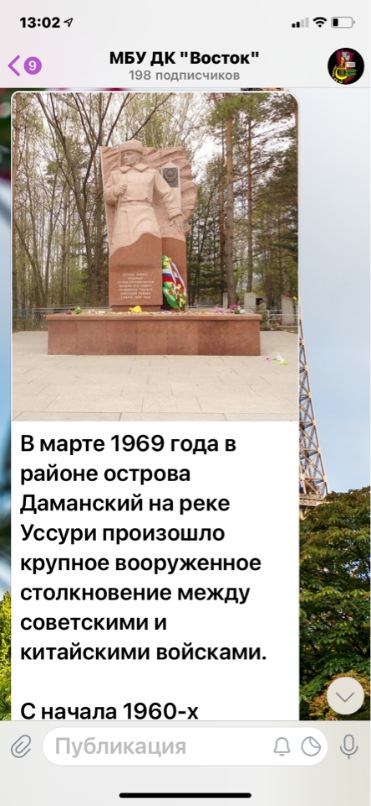 13:02
9
МБУ ДК "Восток"
198 подписчиков
В марте 1969 года в
районе острова
Даманский на реке
Уссури произошло
крупное вооруженное
столкновение между
советскими и
китайскими войсками.
С начала 1960-х
Публикация